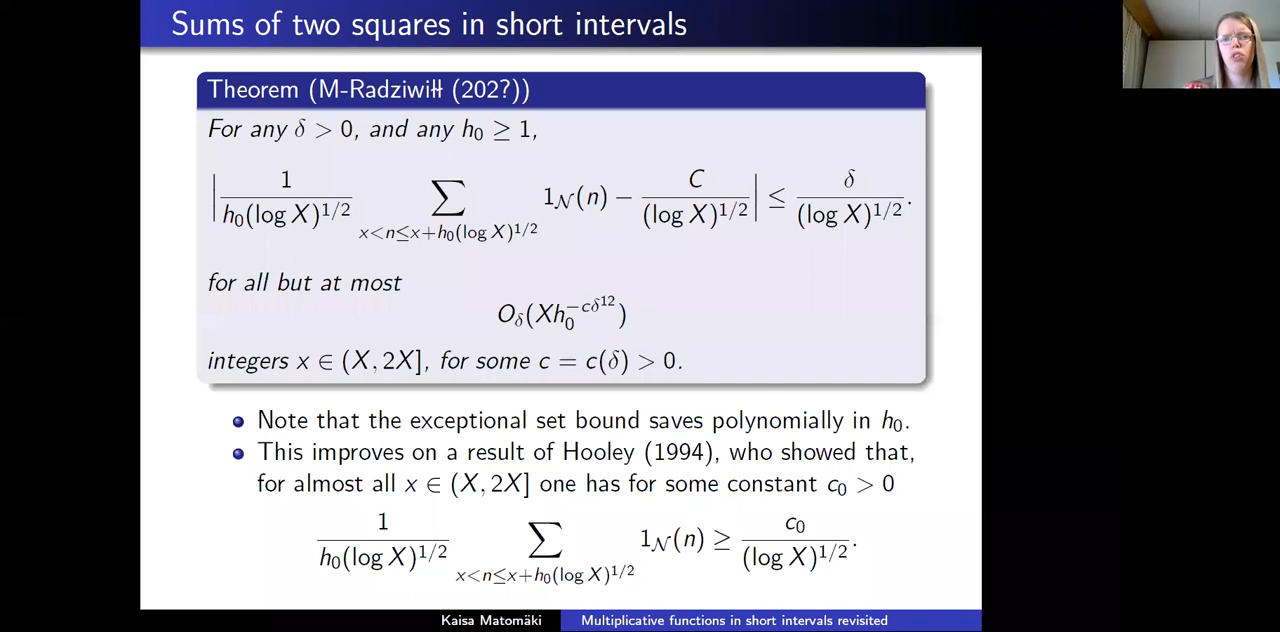 Sums of two squares in short intervals
Theorem (M-Radziwiłł (202?))
For any δ > 0, and any h₀ ≥ 1,
| 1/(h₀(log X)^{1/2}) ∑_{x<n≤x+h₀(log X)^{1/2}} 1_𝒩(n) − C/(log X)^{1/2} | ≤ δ/(log X)^{1/2}.
for all but at most
O_δ(Xh₀^{−cδ^{12}})
integers x ∈ (X, 2X], for some c = c(δ) > 0.
Note that the exceptional set bound saves polynomially in h₀.
This improves on a result of Hooley (1994), who showed that,
for almost all x ∈ (X, 2X] one has for some constant c₀ > 0
1/(h₀(log X)^{1/2}) ∑_{x<n≤x+h₀(log X)^{1/2}} 1_𝒩(n) ≥ c₀/(log X)^{1/2}.
Kaisa Matomäki Multiplicative functions in short intervals revisited